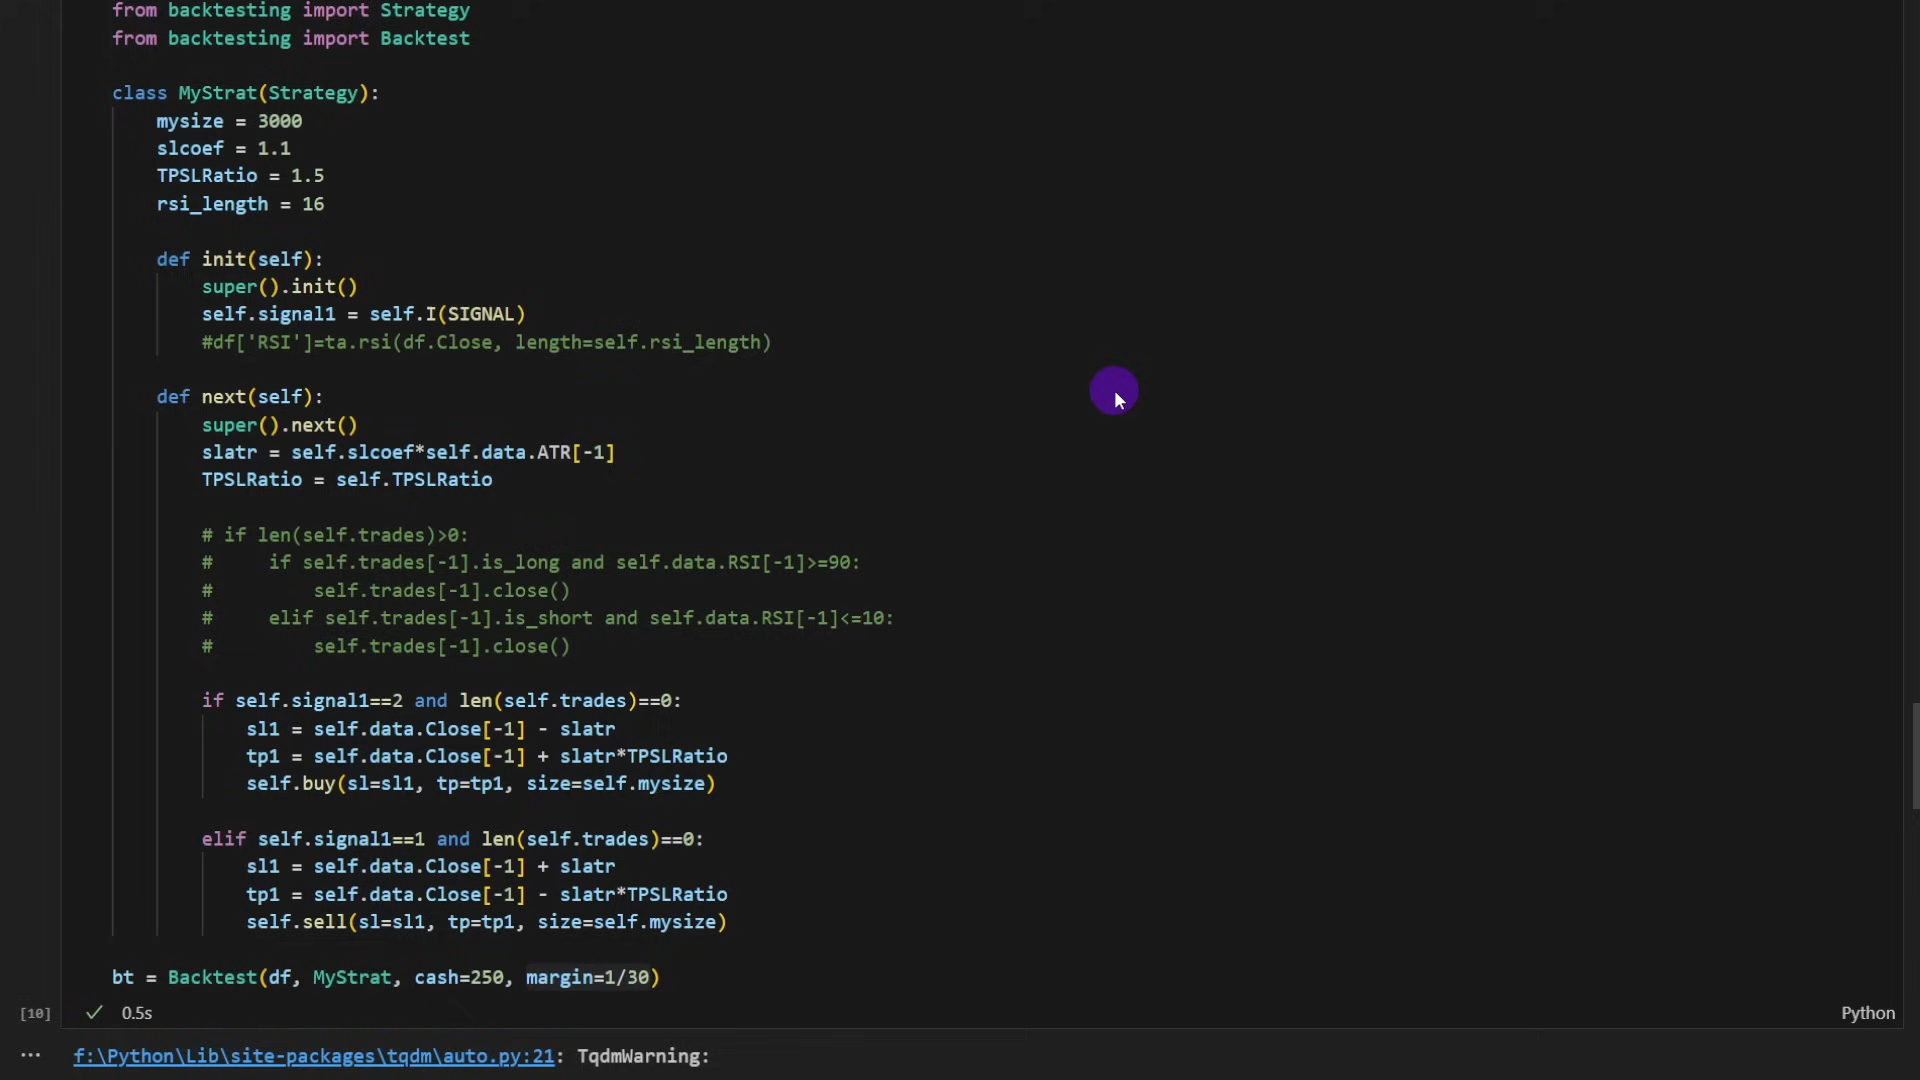 from backtesting import Strategy
from backtesting import Backtest
class MyStrat(Strategy):
mysize = 3000
slcoef = 1.1
TPSLRatio = 1.5
rsi_length = 16
def init(self):
super().init()
self.signal1 = self.I(SIGNAL)
#df['RSI']=ta.rsi(df.Close, length=self.rsi_length)
def next(self):
super().next()
slatr = self.slcoef*self.data.ATR[-1]
TPSLRatio = self.TPSLRatio
# if len(self.trades)>0:
#     if self.trades[-1].is_long and self.data.RSI[-1]>=90:
#         self.trades[-1].close()
#     elif self.trades[-1].is_short and self.data.RSI[-1]<=10:
#         self.trades[-1].close()
if self.signal1==2 and len(self.trades)==0:
sl1 = self.data.Close[-1] - slatr
tp1 = self.data.Close[-1] + slatr*TPSLRatio
self.buy(sl=sl1, tp=tp1, size=self.mysize)
elif self.signal1==1 and len(self.trades)==0:
sl1 = self.data.Close[-1] + slatr
tp1 = self.data.Close[-1] - slatr*TPSLRatio
self.sell(sl=sl1, tp=tp1, size=self.mysize)
bt = Backtest(df, MyStrat, cash=250, margin=1/30)
[10] ✓ 0.5s Python
... f:\Python\Lib\site-packages\tqdm\auto.py:21: TqdmWarning: